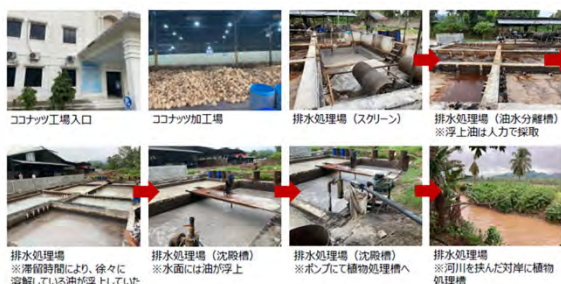 ココナッツ工場入口
ココナッツ加工場
排水処理場（スクリーン）
排水処理場（油水分離槽）
※浮上油は人力で採取
排水処理場
※滞留時間により、徐々に
溶解している油が浮上していた
排水処理場（沈殿槽）
※水面には油が浮上
排水処理場（沈殿槽）
※ポンプにて植物処理槽へ
排水処理場
※河川を挟んだ対岸に植物
処理槽